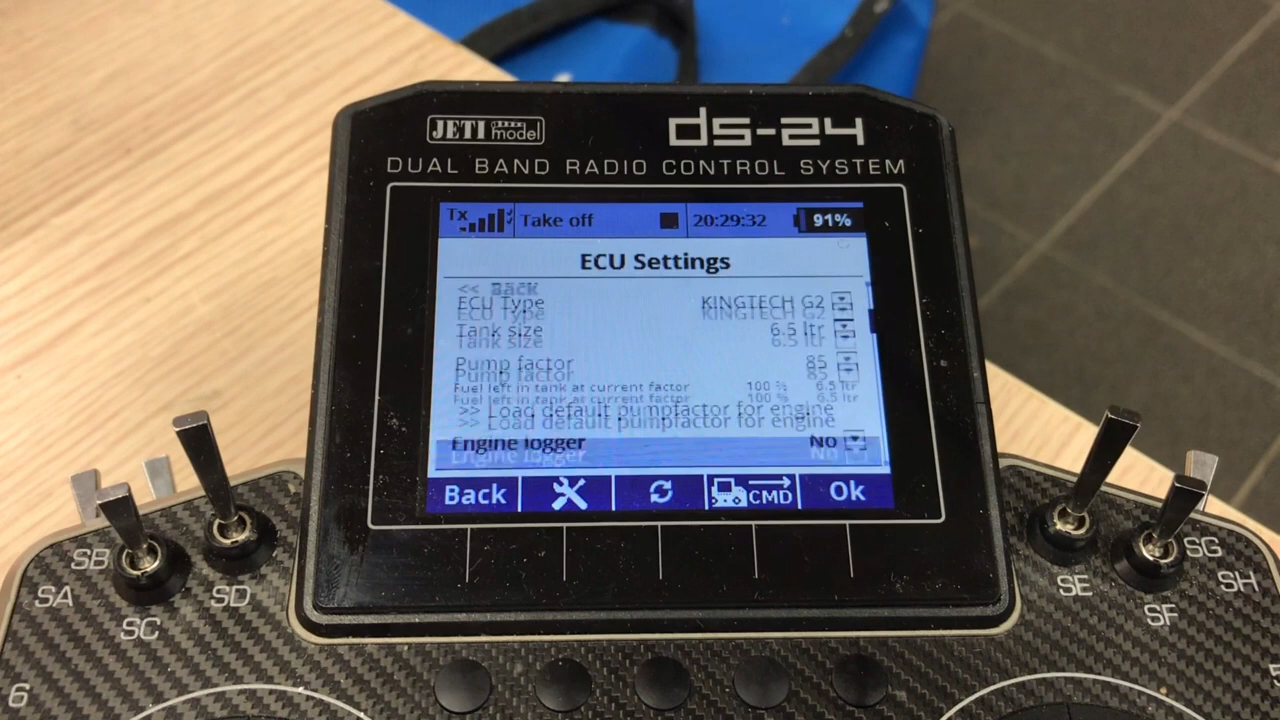 JETI model
ds-24
DUAL BAND RADIO CONTROL SYSTEM
Tx Take off 20:29:32 91%
ECU Settings
<< Back
ECU Type KINGTECH G2
Tank size 6.5 ltr
Pump factor 85
Fuel left in tank at current factor 100 % 6.5 ltr
>> Load default pumpfactor for engine
Engine logger No
Back CMD Ok
SB
SA
SC
SD
SE
SG
SH
SF
6
5